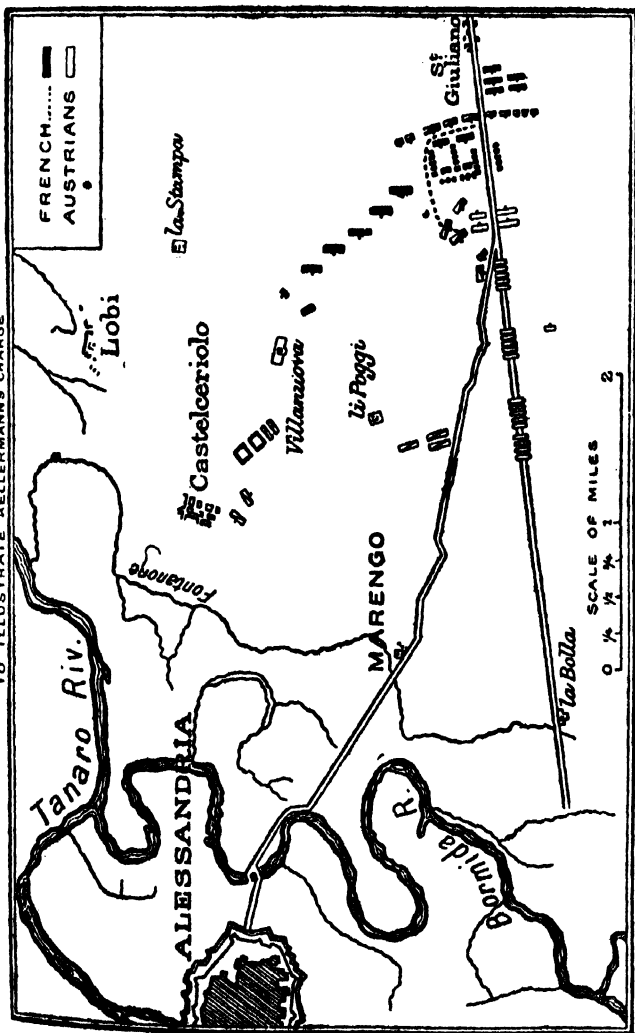 TO ILLUSTRATE KELLERMANN'S CHARGE
FRENCH......
AUSTRIANS
St
Giuliano
la Stampa
Lobi
Castelceriolo
Villanuova
li Poggi
Fontanone
MARENGO
Tanaro Riv.
ALESSANDRIA
Bormida R.
la Bolla
SCALE OF MILES
0 ¼ ½ ¾ 1 2